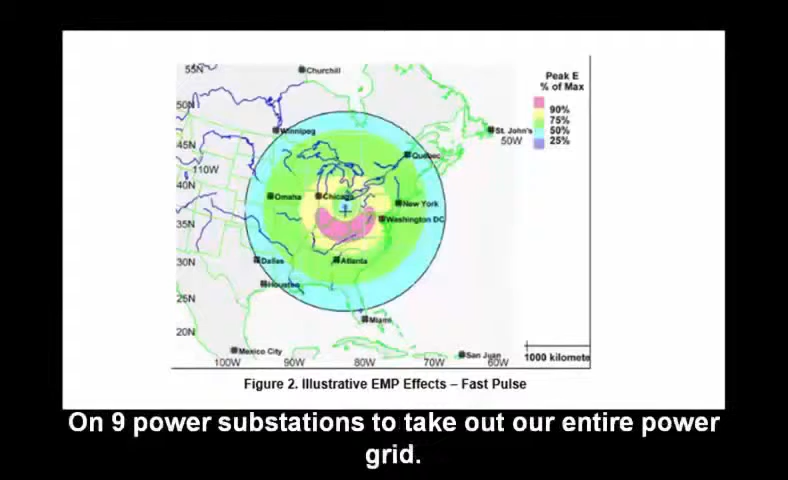 55N
Churchill
Peak E
% of Max
50N
90%
75%
50%
25%
Winnipeg
St. John's
50W
45N
Quebec
110W
40N
Omaha
Chicago
New York
35N
Washington DC
30N
Dallas
Atlanta
25N
Houston
Miami
20N
Mexico City
San Juan
1000 kilomete
100W 90W 80W 70W 60W
Figure 2. Illustrative EMP Effects – Fast Pulse
On 9 power substations to take out our entire power
grid.